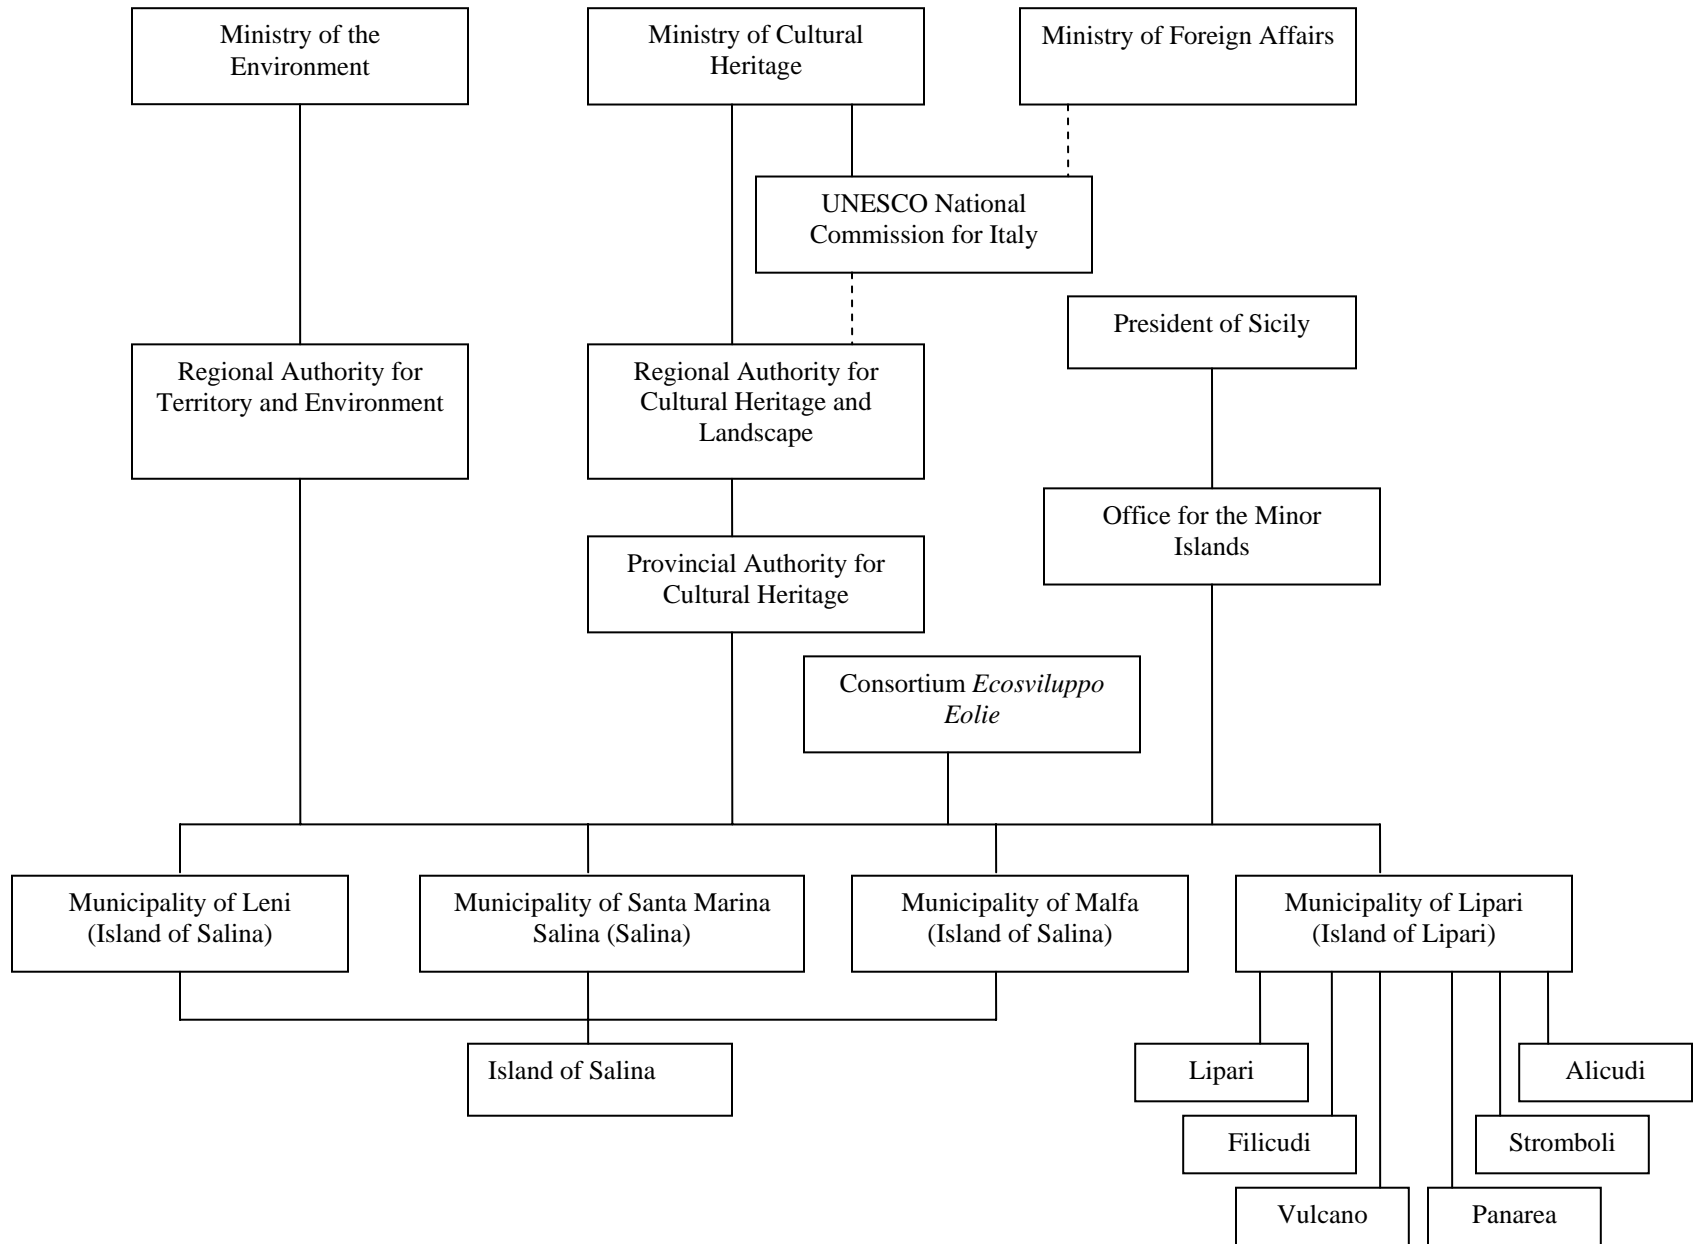 Ministry of the
Environment
Ministry of Cultural
Heritage
Ministry of Foreign Affairs
UNESCO National
Commission for Italy
President of Sicily
Regional Authority for
Territory and Environment
Regional Authority for
Cultural Heritage and
Landscape
Office for the Minor
Islands
Provincial Authority for
Cultural Heritage
Consortium Ecosviluppo
Eolie
Municipality of Leni
(Island of Salina)
Municipality of Santa Marina
Salina (Salina)
Municipality of Malfa
(Island of Salina)
Municipality of Lipari
(Island of Lipari)
Island of Salina
Lipari
Alicudi
Filicudi
Stromboli
Vulcano
Panarea